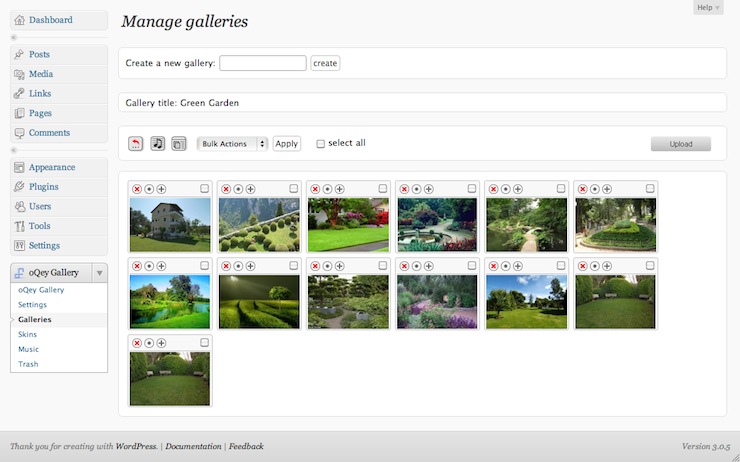 Help
Manage galleries
Dashboard
Posts
Media
Links
Pages
Comments
Appearance
Plugins
Users
Tools
Settings
oQey Gallery
oQey Gallery
Settings
Galleries
Skins
Music
Trash
Create a new gallery: create
Gallery title: Green Garden
Bulk Actions Apply select all Upload
Thank you for creating with WordPress. | Documentation | Feedback Version 3.0.5